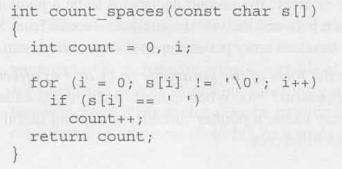 int count_spaces(const char s[])
{
  int count = 0, i;

  for (i = 0; s[i] != '\0'; i++)
    if (s[i] == ' ')
      count++;
  return count;
}